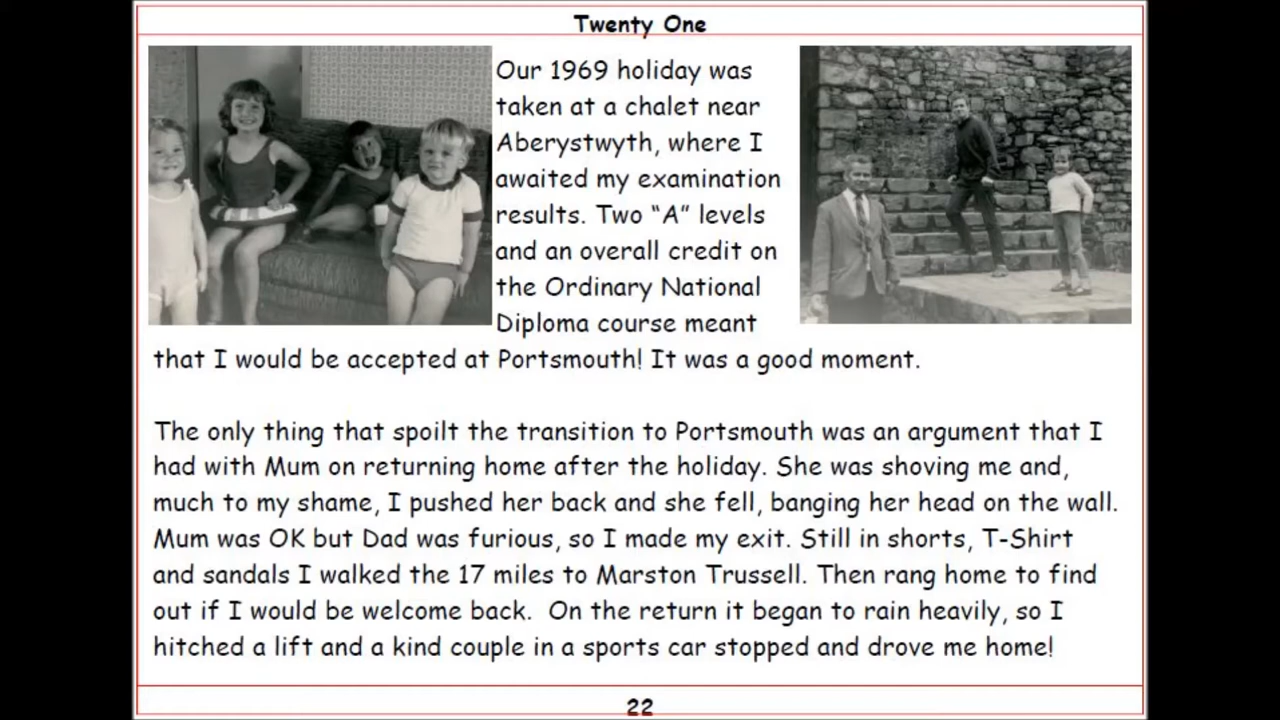 Twenty One
Our 1969 holiday was
taken at a chalet near
Aberystwyth, where I
awaited my examination
results. Two “A” levels
and an overall credit on
the Ordinary National
Diploma course meant
that I would be accepted at Portsmouth! It was a good moment.
The only thing that spoilt the transition to Portsmouth was an argument that I
had with Mum on returning home after the holiday. She was shoving me and,
much to my shame, I pushed her back and she fell, banging her head on the wall.
Mum was OK but Dad was furious, so I made my exit. Still in shorts, T-Shirt
and sandals I walked the 17 miles to Marston Trussell. Then rang home to find
out if I would be welcome back. On the return it began to rain heavily, so I
hitched a lift and a kind couple in a sports car stopped and drove me home!
22